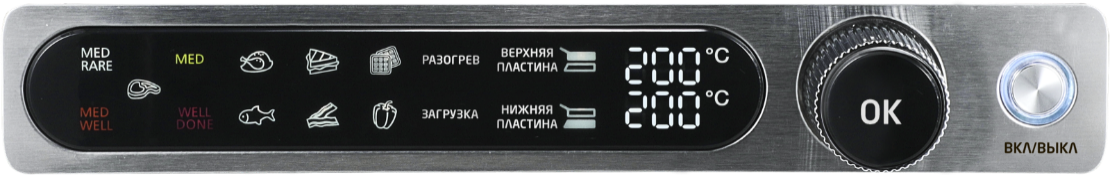 MED
RARE
MED
MED
WELL
WELL
DONE
РАЗОГРЕВ
ЗАГРУЗКА
ВЕРХНЯЯ
ПЛАСТИНА
200°C
НИЖНЯЯ
ПЛАСТИНА
200°C
OK
ВКЛ/ВЫКЛ